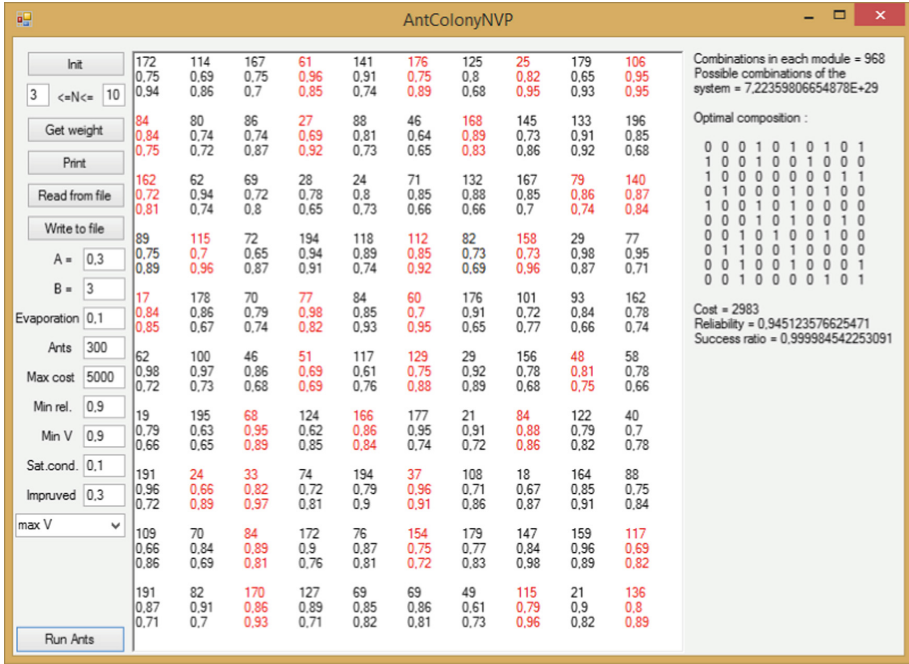 AntColonyNVP
Init
3 <=N<= 10
Get weight
Print
Read from file
Write to file
A = 0,3
B = 3
Evaporation 0,1
Ants 300
Max cost 5000
Min rel. 0,9
Min V 0,9
Sat.cond. 0,1
Impruved 0,3
max V
Run Ants
172 114 167 61 141 176 125 25 179 106
0,75 0,69 0,75 0,96 0,91 0,75 0,8 0,82 0,65 0,95
0,94 0,86 0,7 0,85 0,74 0,89 0,68 0,95 0,93 0,95
84 80 86 27 88 46 168 145 133 196
0,84 0,74 0,74 0,69 0,81 0,64 0,89 0,73 0,91 0,85
0,75 0,72 0,87 0,92 0,73 0,65 0,83 0,86 0,92 0,68
162 62 69 28 24 71 132 167 79 140
0,72 0,94 0,72 0,78 0,8 0,85 0,88 0,85 0,86 0,87
0,81 0,74 0,8 0,65 0,73 0,66 0,66 0,7 0,74 0,84
89 115 72 194 118 112 82 158 29 77
0,75 0,7 0,65 0,94 0,89 0,85 0,73 0,73 0,98 0,95
0,89 0,96 0,87 0,91 0,74 0,92 0,69 0,96 0,87 0,71
17 178 70 77 84 60 176 101 93 162
0,84 0,86 0,79 0,98 0,85 0,7 0,91 0,72 0,84 0,78
0,85 0,67 0,74 0,82 0,93 0,95 0,65 0,77 0,66 0,74
62 100 46 51 117 129 29 156 48 58
0,98 0,97 0,86 0,69 0,61 0,75 0,92 0,78 0,81 0,78
0,72 0,73 0,68 0,69 0,76 0,88 0,89 0,68 0,75 0,66
19 195 68 124 166 177 21 84 122 40
0,79 0,63 0,95 0,62 0,86 0,95 0,91 0,88 0,79 0,7
0,66 0,65 0,89 0,85 0,84 0,74 0,72 0,86 0,82 0,78
191 24 33 74 194 37 108 18 164 88
0,96 0,66 0,82 0,72 0,79 0,96 0,71 0,67 0,85 0,75
0,72 0,89 0,97 0,81 0,9 0,91 0,86 0,87 0,91 0,84
109 70 84 172 76 154 179 147 159 117
0,66 0,84 0,89 0,9 0,87 0,75 0,77 0,84 0,96 0,69
0,86 0,69 0,81 0,76 0,81 0,72 0,83 0,98 0,89 0,82
191 82 170 127 69 69 49 115 21 136
0,87 0,91 0,86 0,89 0,85 0,86 0,61 0,79 0,9 0,8
0,71 0,7 0,93 0,71 0,82 0,81 0,73 0,96 0,82 0,89
Combinations in each module = 968
Possible combinations of the
system = 7,22359806654878E+29
Optimal composition :
0 0 0 1 0 1 0 1 0 1
1 0 0 1 0 0 1 0 0 0
1 0 0 0 0 0 0 0 1 1
0 1 0 0 0 1 0 1 0 0
1 0 0 1 0 1 0 0 0 0
0 0 0 1 0 1 0 0 1 0
0 0 1 0 1 0 0 1 0 0
0 1 1 0 0 1 0 0 0 0
0 0 1 0 0 1 0 0 0 1
0 0 1 0 0 0 0 1 0 1
Cost = 2983
Reliability = 0,945123576625471
Success ratio = 0,999984542253091